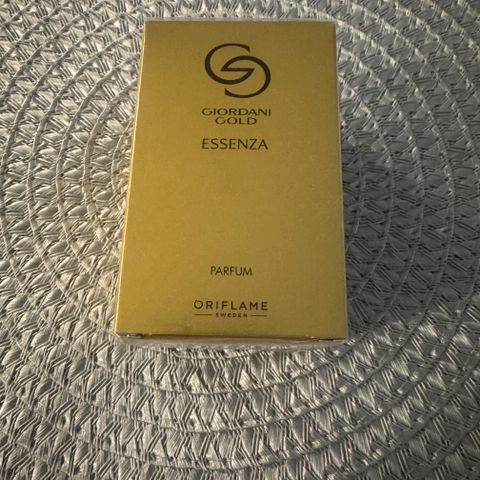 GIORDANI
GOLD
ESSENZA
PARFUM
ORIFLAME
SWEDEN